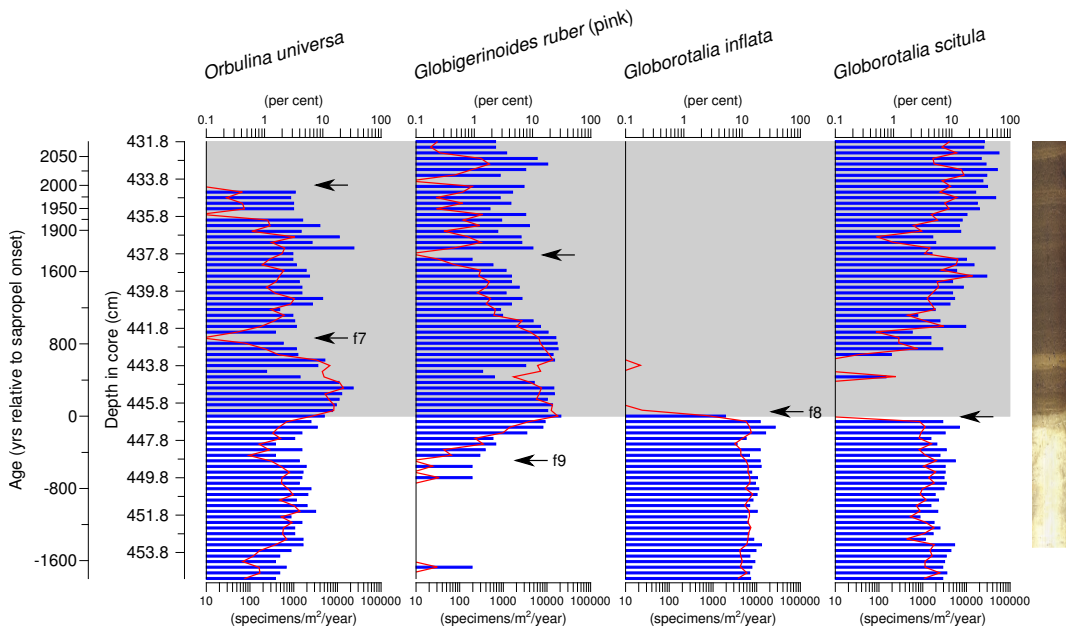 Orbulina universa
Globigerinoides ruber (pink)
Globorotalia inflata
Globorotalia scitula
(per cent) (per cent) (per cent) (per cent)
0.1 1 10 100 0.1 1 10 100 0.1 1 10 100 0.1 1 10 100
Age (yrs relative to sapropel onset)
2050
2000
1950
1900
1600
800
0
-800
-1600
Depth in core (cm)
431.8
433.8
435.8
437.8
439.8
441.8
443.8
445.8
447.8
449.8
451.8
453.8
f7
f9
f8
10 100 1000 10000 100000 10 100 1000 10000 100000 10 100 1000 10000 100000 10 100 1000 10000 100000
(specimens/m²/year) (specimens/m²/year) (specimens/m²/year) (specimens/m²/year)